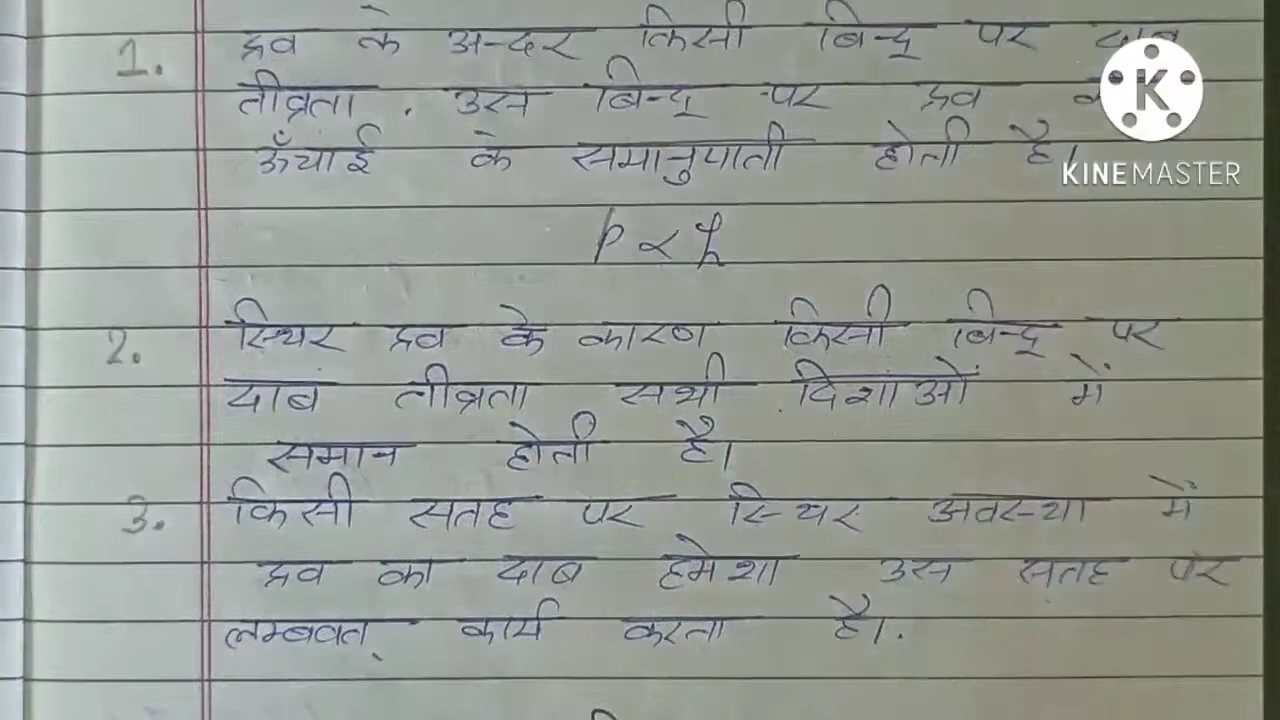 1. द्रव के अन्दर किसी बिन्दू पर दाब
तीव्रता . उस बिन्दू पर द्रव
ऊँचाई के समानुपाती होती है।
P ∝ h
2. स्थिर द्रव के कारण किसी बिन्दू पर
दाब तीव्रता सभी दिशाओं में
समान होती है।
3. किसी सतह पर स्थिर अवस्था में
द्रव का दाब हमेशा उस सतह पर
लम्बवत् कार्य करता है।.
K
KINEMASTER